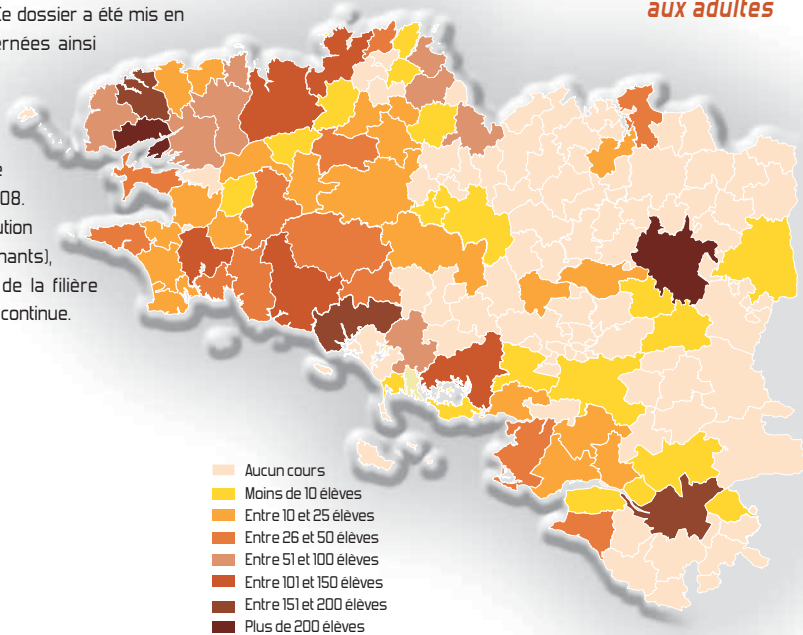 Ce dossier a été mis en
ernées ainsi
e
08.
ution
nants),
de la filière
continue.
aux adultes
Aucun cours
Moins de 10 élèves
Entre 10 et 25 élèves
Entre 26 et 50 élèves
Entre 51 et 100 élèves
Entre 101 et 150 élèves
Entre 151 et 200 élèves
Plus de 200 élèves